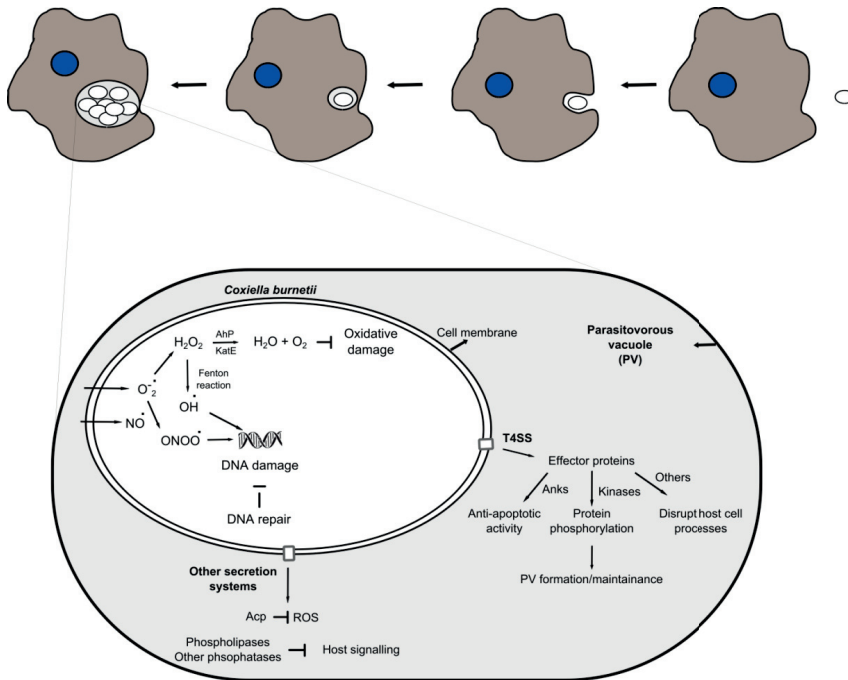 Coxiella burnetii
Cell membrane
Parasitovorous
vacuole
(PV)
H₂O₂
AhP
KatE
H₂O + O₂
Oxidative
damage
Fenton
reaction
O⁻₂•
OH•
NO•
ONOO•
DNA damage
DNA repair
T4SS
Effector proteins
Anks
Kinases
Others
Anti-apoptotic
activity
Protein
phosphorylation
Disrupt host cell
processes
PV formation/maintainance
Other secretion
systems
Acp
ROS
Phospholipases
Other phsophatases
Host signalling